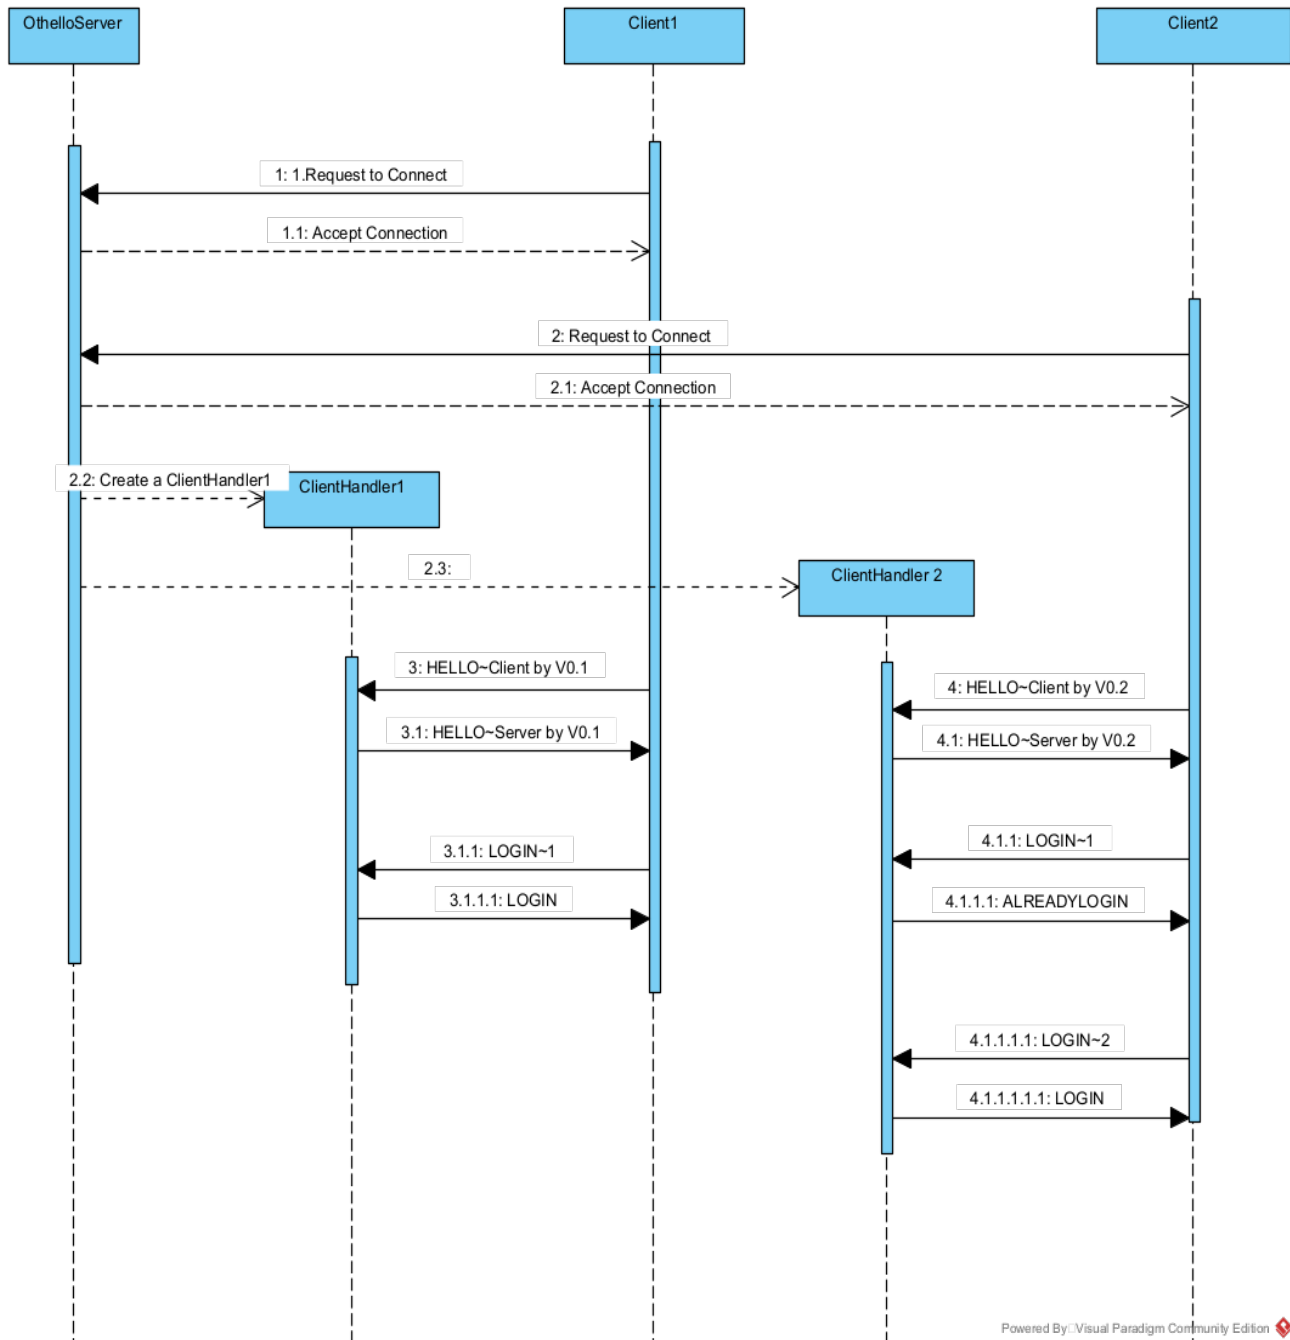 OthelloServer
Client1
Client2
1: 1.Request to Connect
1.1: Accept Connection
2: Request to Connect
2.1: Accept Connection
2.2: Create a ClientHandler1
ClientHandler1
2.3:
ClientHandler 2
3: HELLO~Client by V0.1
4: HELLO~Client by V0.2
3.1: HELLO~Server by V0.1
4.1: HELLO~Server by V0.2
3.1.1: LOGIN~1
4.1.1: LOGIN~1
3.1.1.1: LOGIN
4.1.1.1: ALREADYLOGIN
4.1.1.1.1: LOGIN~2
4.1.1.1.1.1: LOGIN
Powered By Visual Paradigm Community Edition